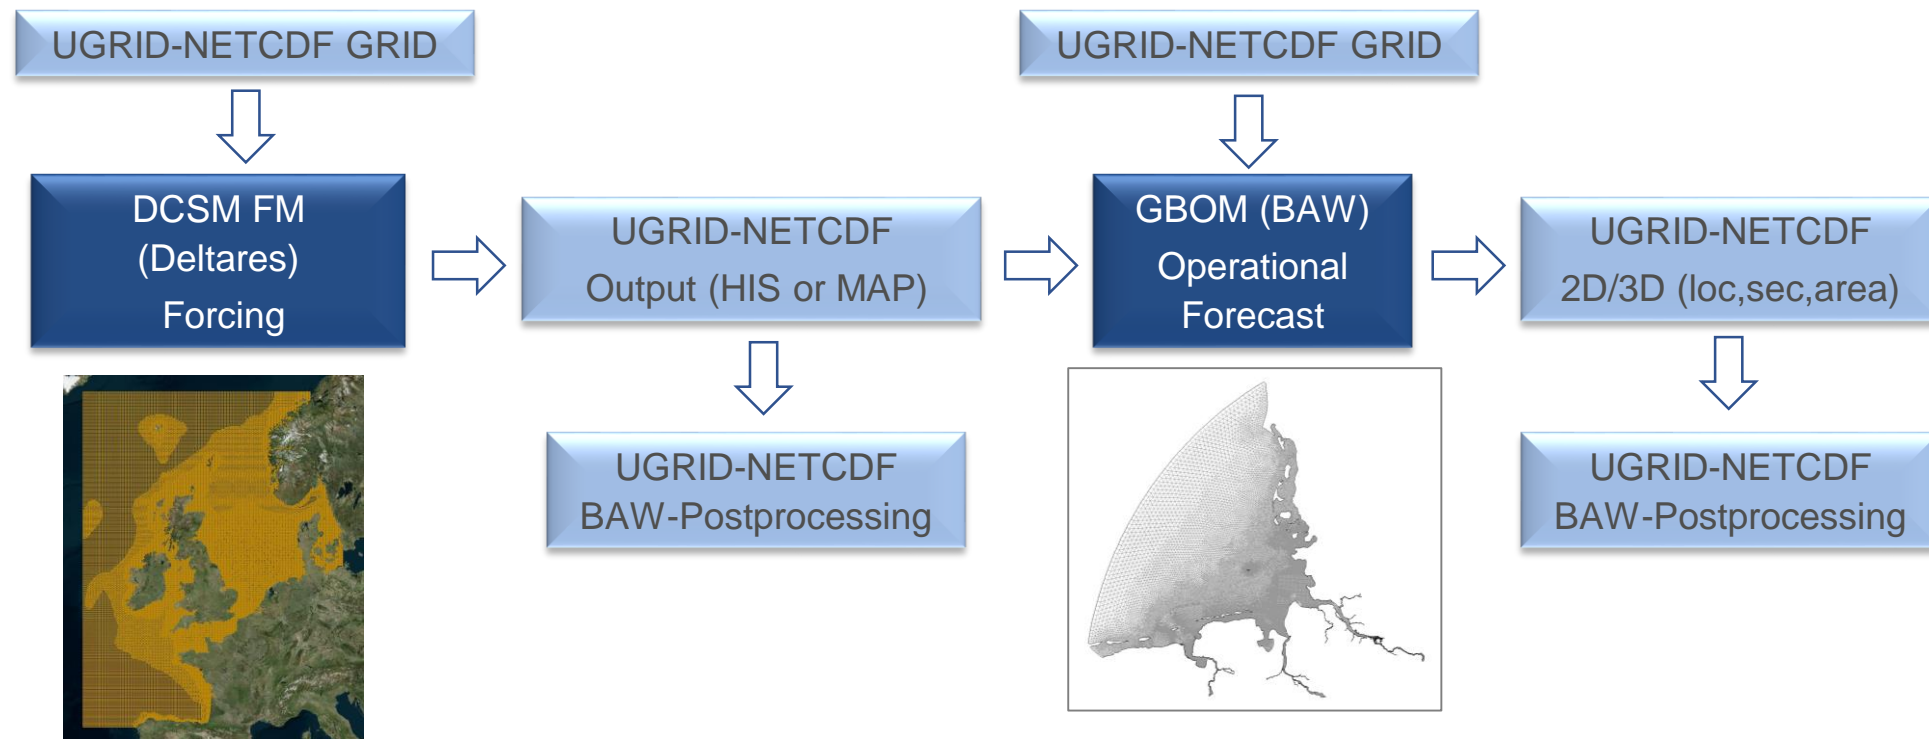 UGRID-NETCDF GRID
UGRID-NETCDF GRID
DCSM FM
(Deltares)
Forcing
UGRID-NETCDF
Output (HIS or MAP)
GBOM (BAW)
Operational
Forecast
UGRID-NETCDF
2D/3D (loc,sec,area)
UGRID-NETCDF
BAW-Postprocessing
UGRID-NETCDF
BAW-Postprocessing